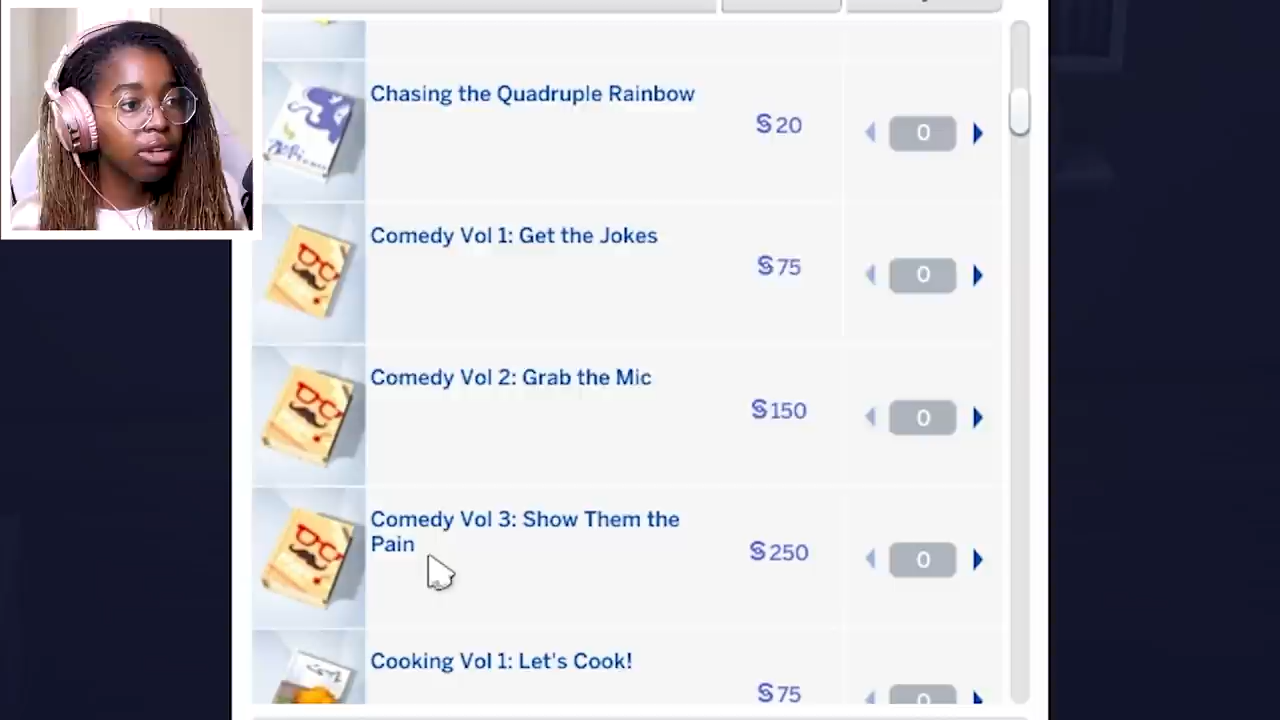 Chasing the Quadruple Rainbow
§20
0
Comedy Vol 1: Get the Jokes
§75
0
Comedy Vol 2: Grab the Mic
§150
0
Comedy Vol 3: Show Them the
Pain
§250
0
Cooking Vol 1: Let's Cook!
§75
0